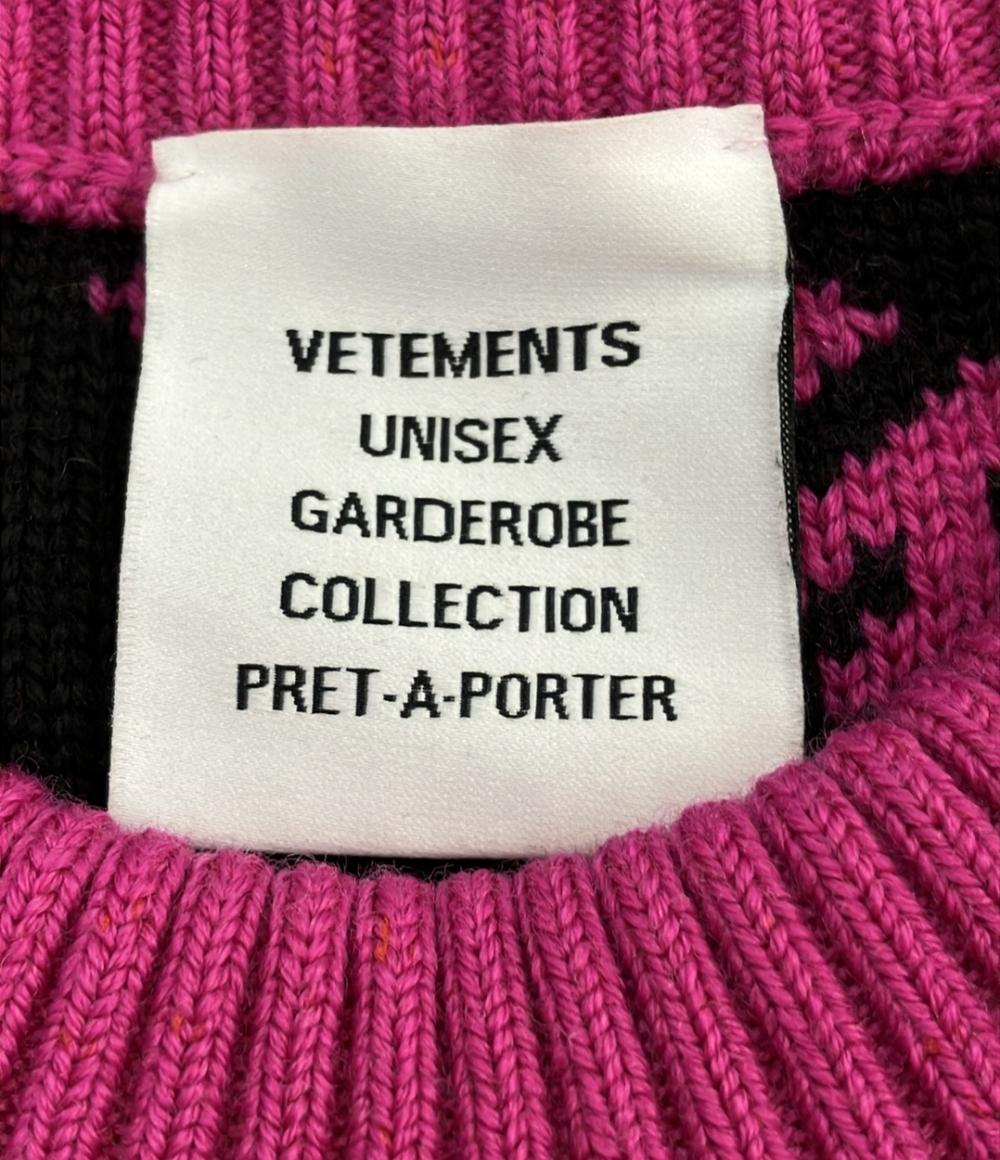 VETEMENTS
UNISEX
GARDEROBE
COLLECTION
PRET-A-PORTER